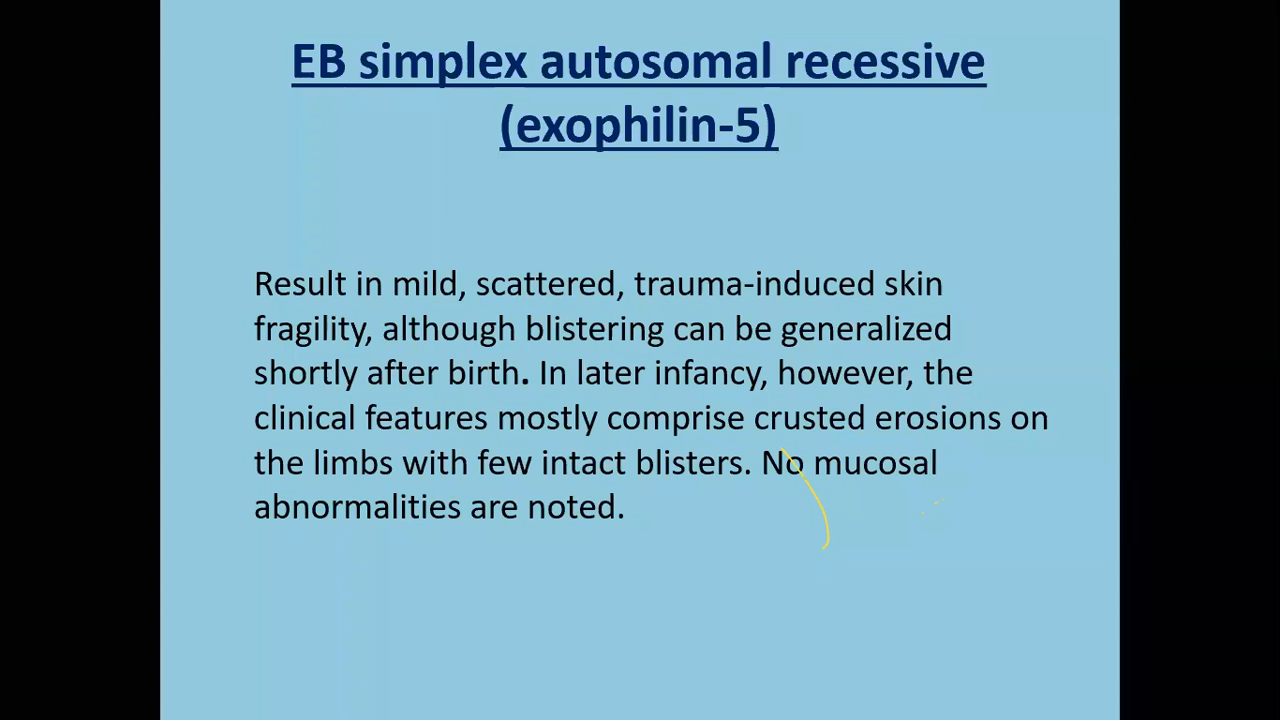 EB simplex autosomal recessive
(exophilin-5)
Result in mild, scattered, trauma-induced skin
fragility, although blistering can be generalized
shortly after birth. In later infancy, however, the
clinical features mostly comprise crusted erosions on
the limbs with few intact blisters. No mucosal
abnormalities are noted.